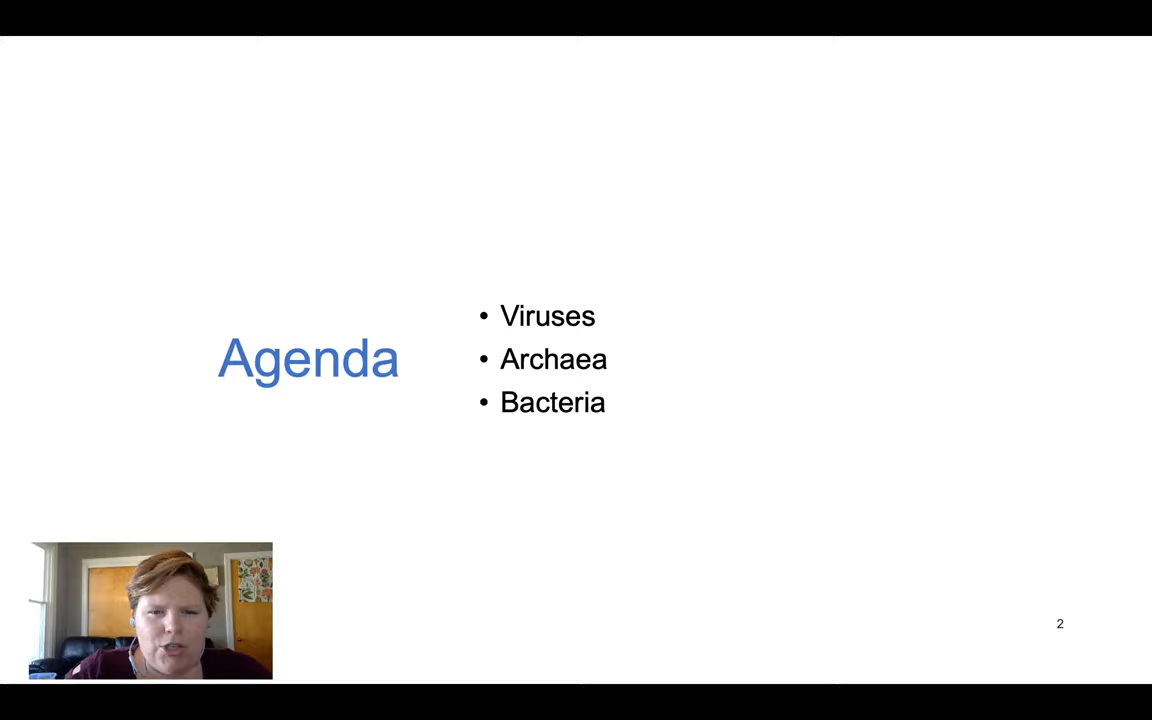 Agenda
• Viruses
• Archaea
• Bacteria
2